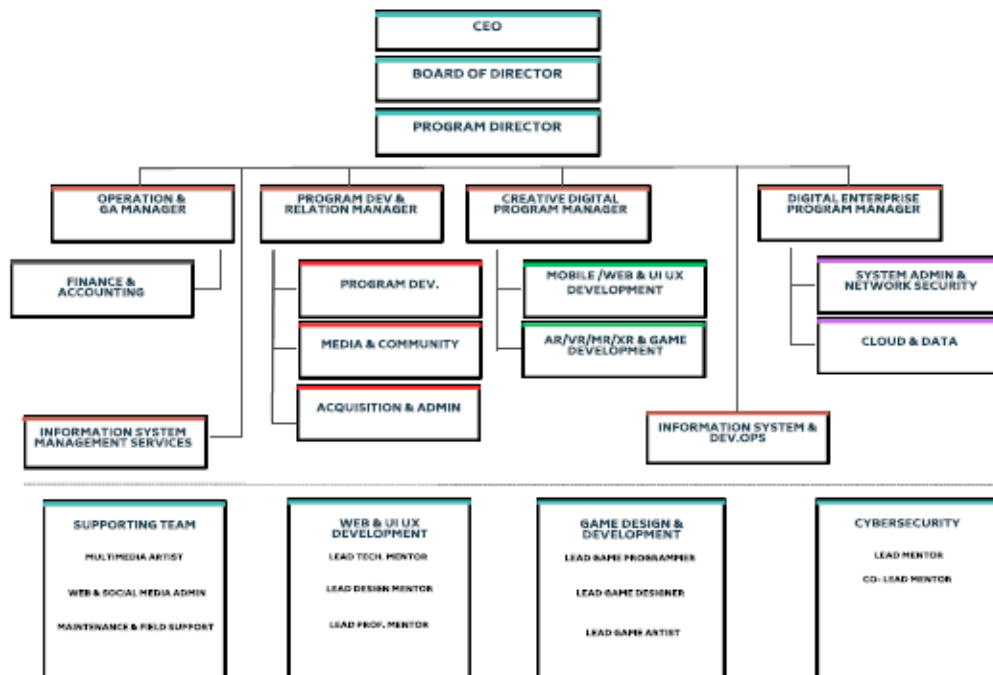 CEO
BOARD OF DIRECTOR
PROGRAM DIRECTOR
OPERATION &
GA MANAGER
PROGRAM DEV &
RELATION MANAGER
CREATIVE DIGITAL
PROGRAM MANAGER
DIGITAL ENTERPRISE
PROGRAM MANAGER
FINANCE &
ACCOUNTING
PROGRAM DEV.
MEDIA & COMMUNITY
ACQUISITION & ADMIN
MOBILE /WEB & UI UX
DEVELOPMENT
AR/VR/MR/XR & GAME
DEVELOPMENT
SYSTEM ADMIN &
NETWORK SECURITY
CLOUD & DATA
INFORMATION SYSTEM
MANAGEMENT SERVICES
INFORMATION SYSTEM &
DEV.OPS
SUPPORTING TEAM
MULTIMEDIA ARTIST
WEB & SOCIAL MEDIA ADMIN
MAINTENANCE & FIELD SUPPORT
WEB & UI UX
DEVELOPMENT
LEAD TECH. MENTOR
LEAD DESIGN MENTOR
LEAD PROF. MENTOR
GAME DESIGN &
DEVELOPMENT
LEAD GAME PROGRAMMER
LEAD GAME DESIGNER
LEAD GAME ARTIST
CYBERSECURITY
LEAD MENTOR
CO- LEAD MENTOR